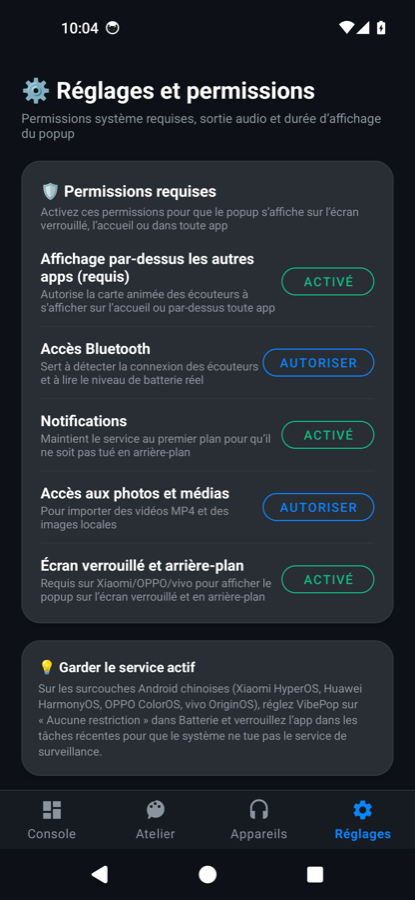 10:04
Réglages et permissions
Permissions système requises, sortie audio et durée d’affichage
du popup
Permissions requises
Activez ces permissions pour que le popup s’affiche sur l’écran
verrouillé, l’accueil ou dans toute app
Affichage par-dessus les autres
apps (requis)
Autorise la carte animée des écouteurs à
s’afficher sur l’accueil ou par-dessus toute app
ACTIVÉ
Accès Bluetooth
Sert à détecter la connexion des écouteurs
et à lire le niveau de batterie réel
AUTORISER
Notifications
Maintient le service au premier plan pour qu’il
ne soit pas tué en arrière-plan
ACTIVÉ
Accès aux photos et médias
Pour importer des vidéos MP4 et des
images locales
AUTORISER
Écran verrouillé et arrière-plan
Requis sur Xiaomi/OPPO/vivo pour afficher le
popup sur l’écran verrouillé et en arrière-plan
ACTIVÉ
Garder le service actif
Sur les surcouches Android chinoises (Xiaomi HyperOS, Huawei
HarmonyOS, OPPO ColorOS, vivo OriginOS), réglez VibePop sur
« Aucune restriction » dans Batterie et verrouillez l’app dans les
tâches récentes pour que le système ne tue pas le service de
surveillance.
Console
Atelier
Appareils
Réglages